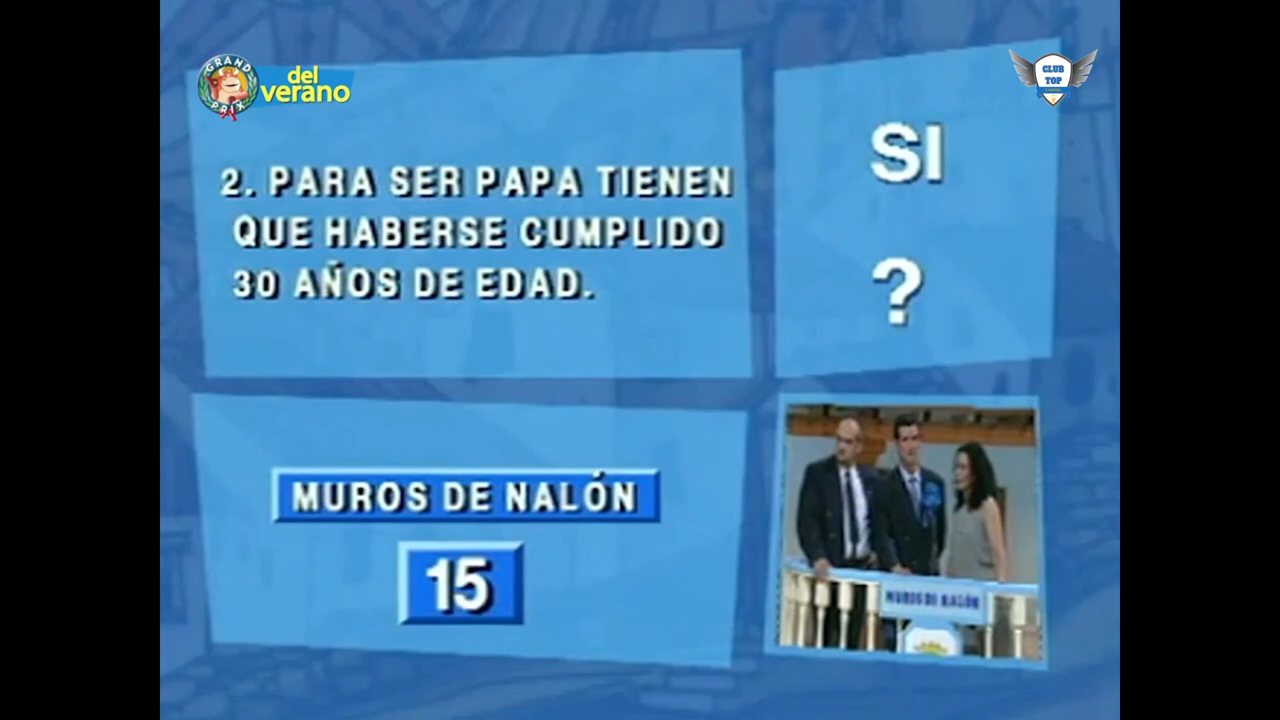 GRAND
PRIX
del
verano
CLUB
TOP
2. PARA SER PAPA TIENEN
QUE HABERSE CUMPLIDO
30 AÑOS DE EDAD.
SI
?
MUROS DE NALÓN
15
MUROS DE NALÓN